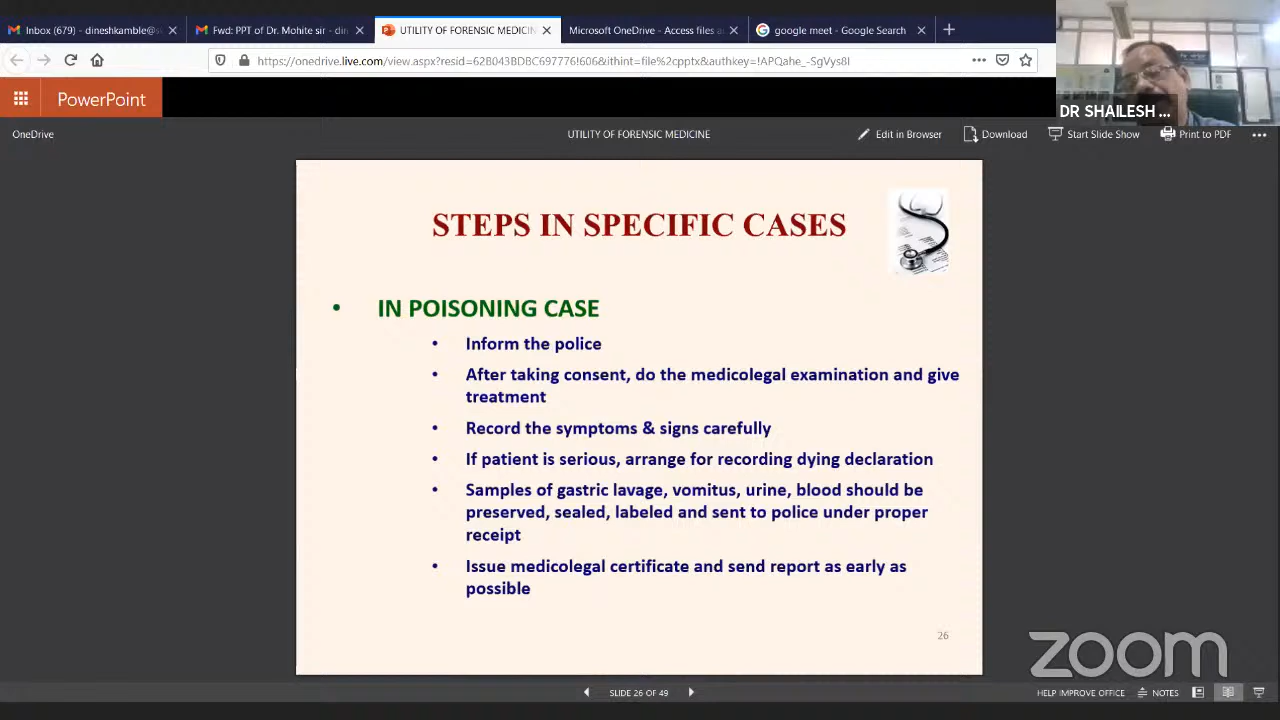 Inbox (679) - dineshkamble@s
Fwd: PPT of Dr. Mohite sir - din
UTILITY OF FORENSIC MEDICINE
Microsoft OneDrive - Access files a
google meet - Google Search
https://onedrive.live.com/view.aspx?resid=0C3F13BDBC697776!606&ithint=file%2cpptx&authkey=!APQahe_-SgVys8I
DR SHAILESH ...
PowerPoint
OneDrive
UTILITY OF FORENSIC MEDICINE
Edit in Browser
Download
Start Slide Show
Print to PDF
STEPS IN SPECIFIC CASES
• IN POISONING CASE
• Inform the police
• After taking consent, do the medicolegal examination and give
treatment
• Record the symptoms & signs carefully
• If patient is serious, arrange for recording dying declaration
• Samples of gastric lavage, vomitus, urine, blood should be
preserved, sealed, labeled and sent to police under proper
receipt
• Issue medicolegal certificate and send report as early as
possible
26
zoom
SLIDE 26 OF 49
HELP IMPROVE OFFICE
NOTES